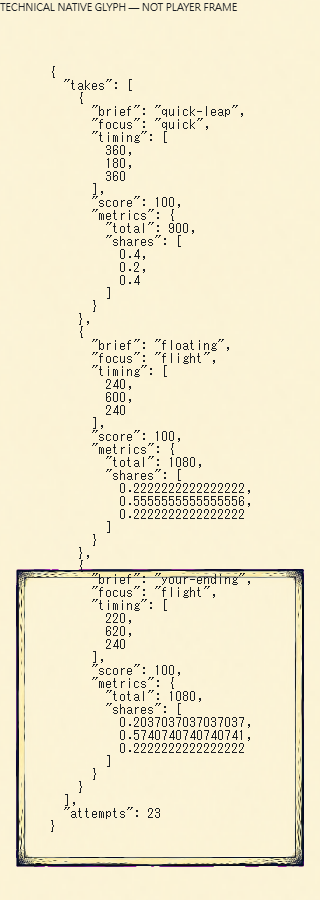 TECHNICAL NATIVE GLYPH — NOT PLAYER FRAME
{
"takes": [
{
"brief": "quick-leap",
"focus": "quick",
"timing": [
360,
180,
360
],
"score": 100,
"metrics": {
"total": 900,
"shares": [
0.4,
0.2,
0.4
]
}
},
{
"brief": "floating",
"focus": "flight",
"timing": [
240,
600,
240
],
"score": 100,
"metrics": {
"total": 1080,
"shares": [
0.2222222222222222,
0.5555555555555556,
0.2222222222222222
]
}
},
{
"brief": "your-ending",
"focus": "flight",
"timing": [
220,
620,
240
],
"score": 100,
"metrics": {
"total": 1080,
"shares": [
0.2037037037037037,
0.5740740740740741,
0.2222222222222222
]
}
}
],
"attempts": 23
}